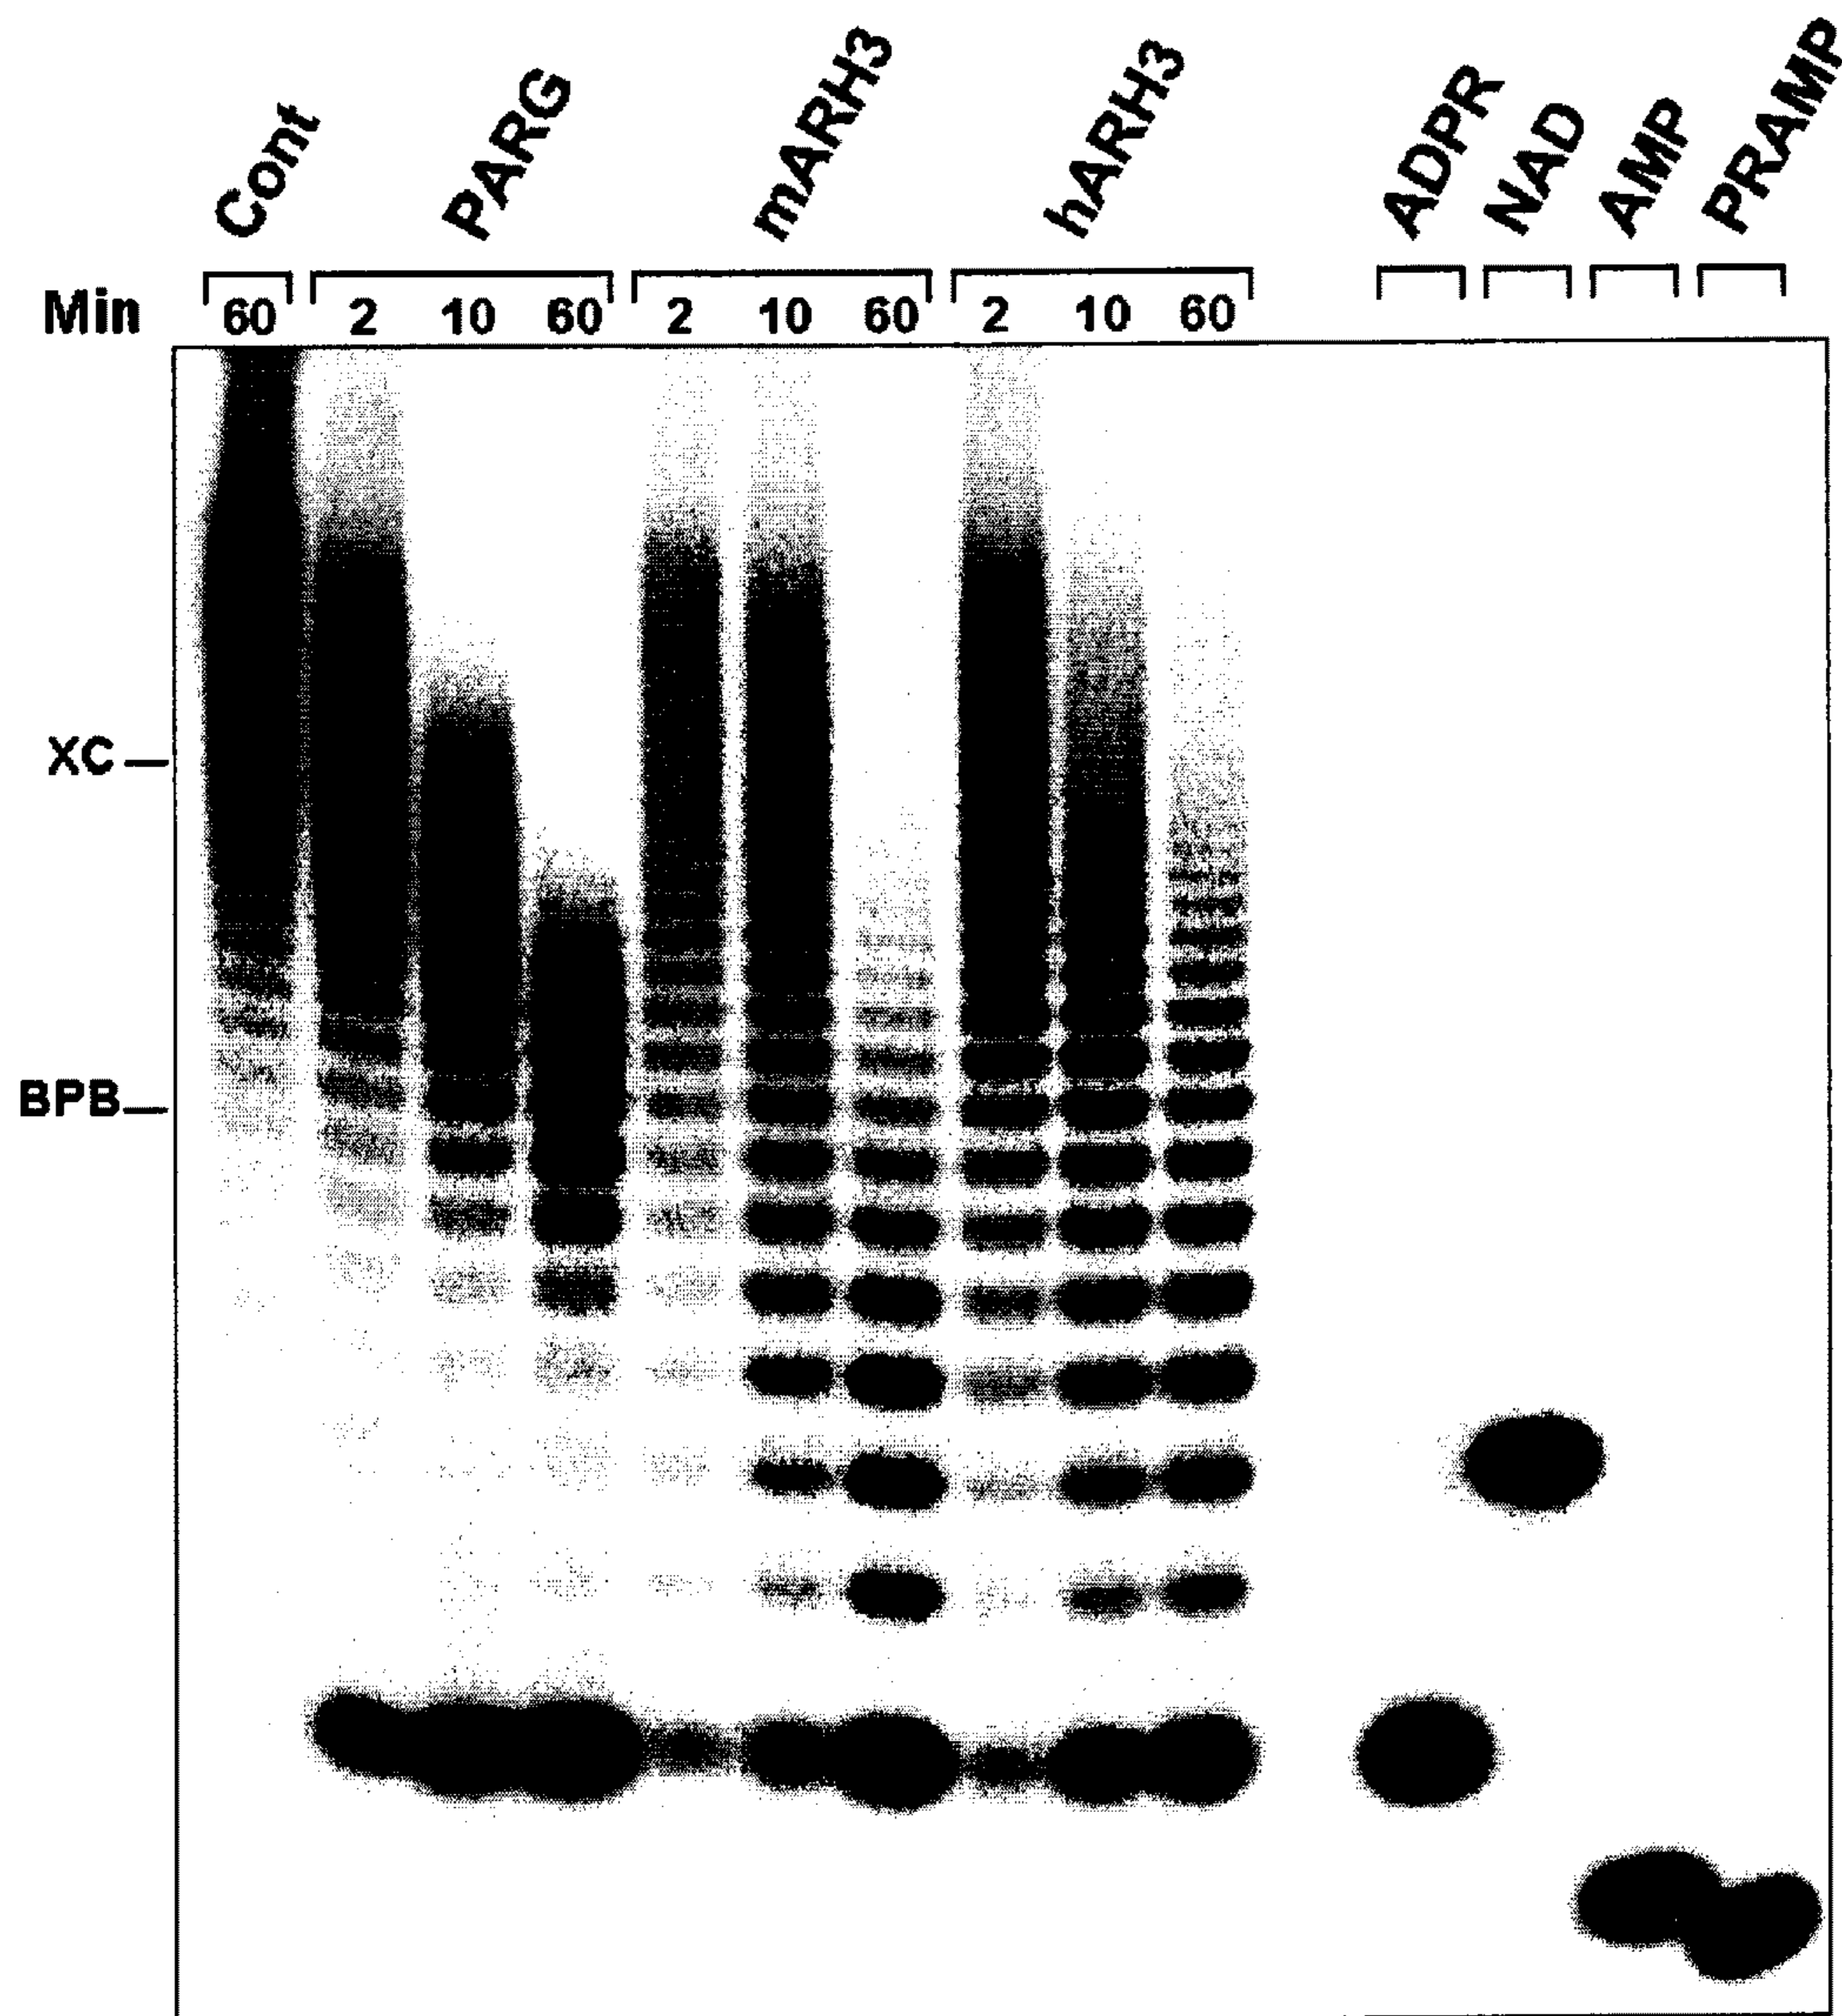 Cont PARG mARH3 hARH3 ADPR NAD AMP PRAMP
Min 60 2 10 60 2 10 60 2 10 60
XC
BPB